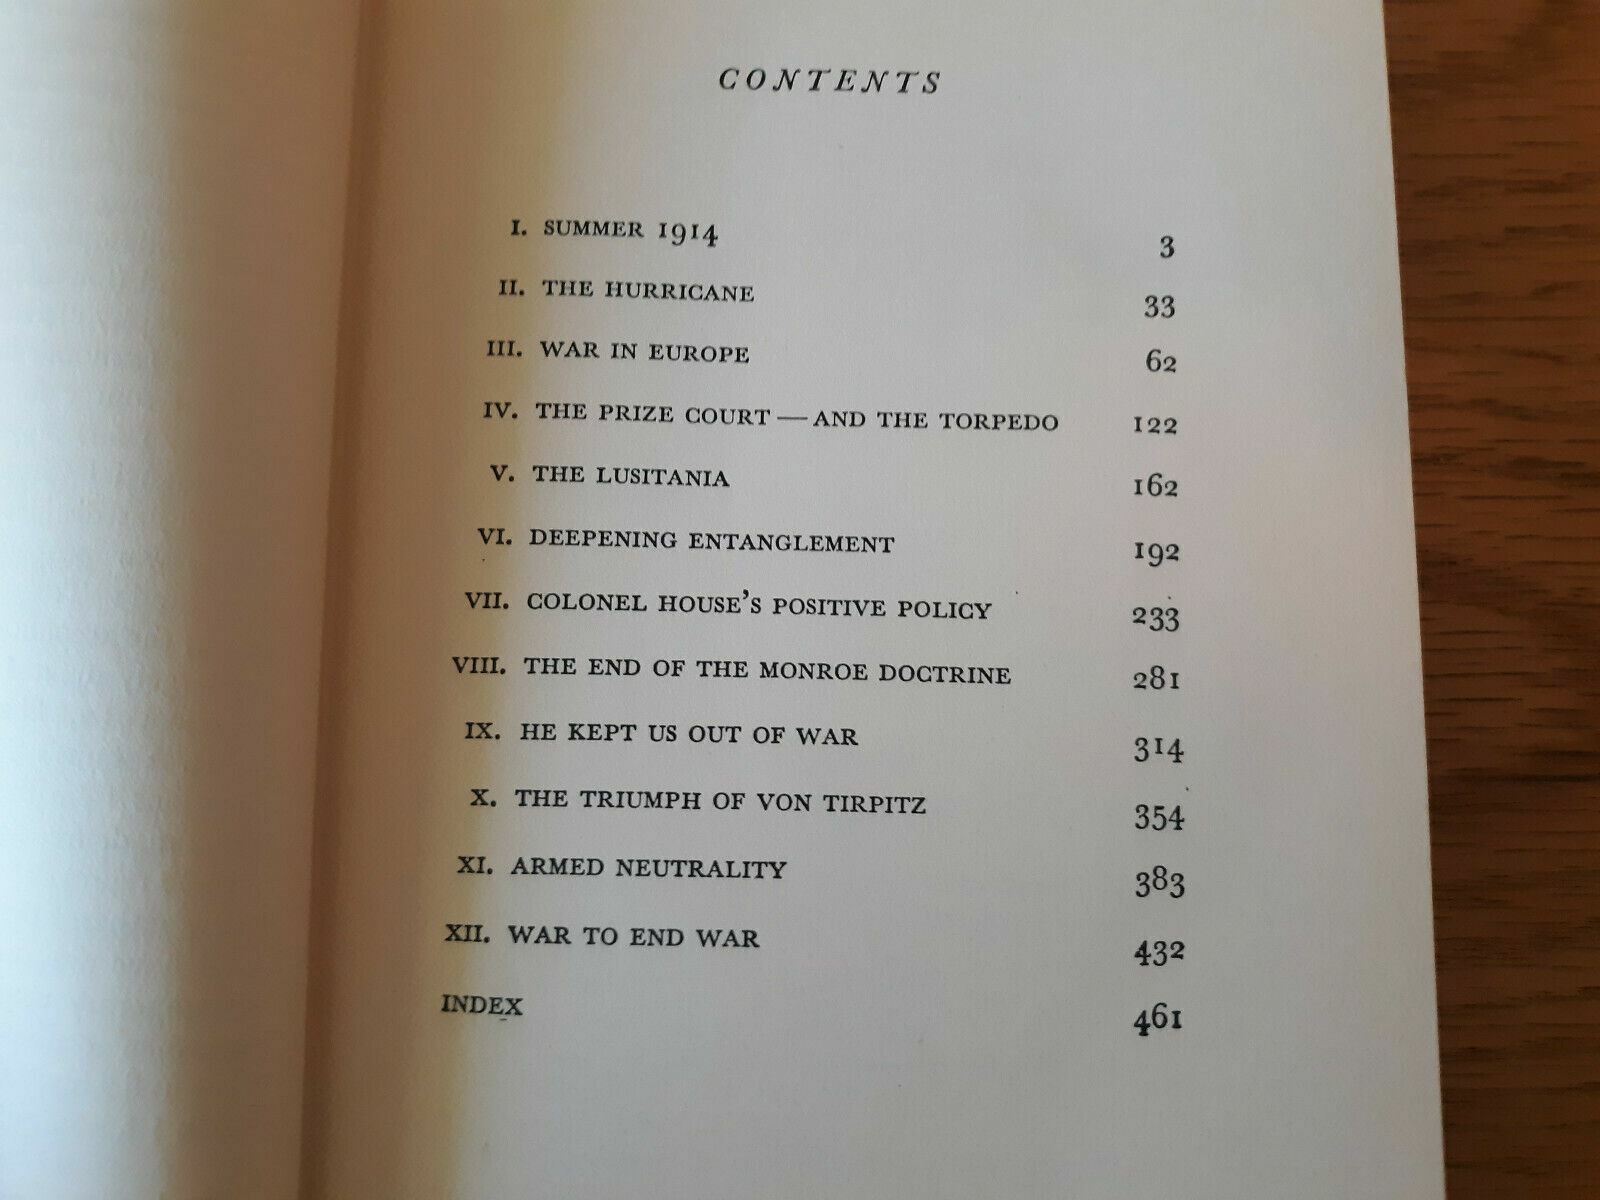 CONTENTS
I. SUMMER 1914 3
II. THE HURRICANE 33
III. WAR IN EUROPE 62
IV. THE PRIZE COURT — AND THE TORPEDO 122
V. THE LUSITANIA 162
VI. DEEPENING ENTANGLEMENT 192
VII. COLONEL HOUSE'S POSITIVE POLICY 233
VIII. THE END OF THE MONROE DOCTRINE 281
IX. HE KEPT US OUT OF WAR 314
X. THE TRIUMPH OF VON TIRPITZ 354
XI. ARMED NEUTRALITY 383
XII. WAR TO END WAR 432
INDEX 461